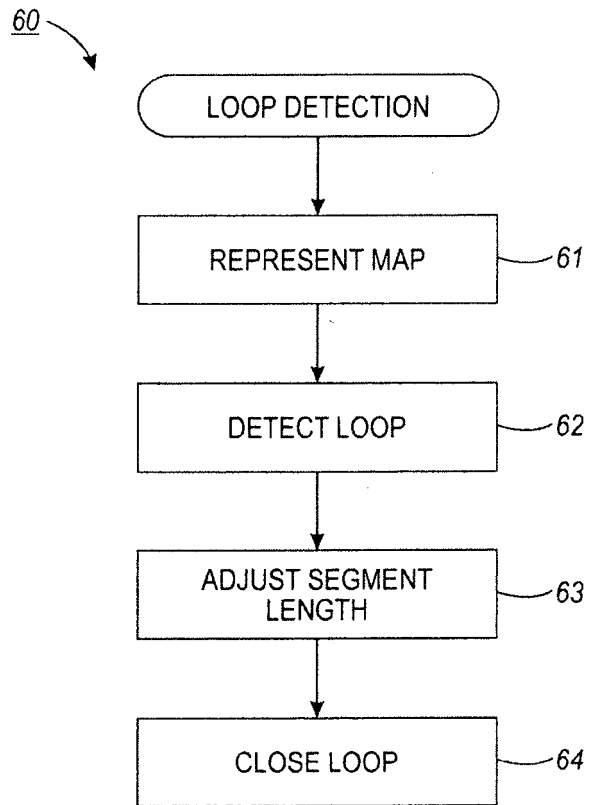 60
LOOP DETECTION
REPRESENT MAP
61
DETECT LOOP
62
ADJUST SEGMENT
LENGTH
63
CLOSE LOOP
64